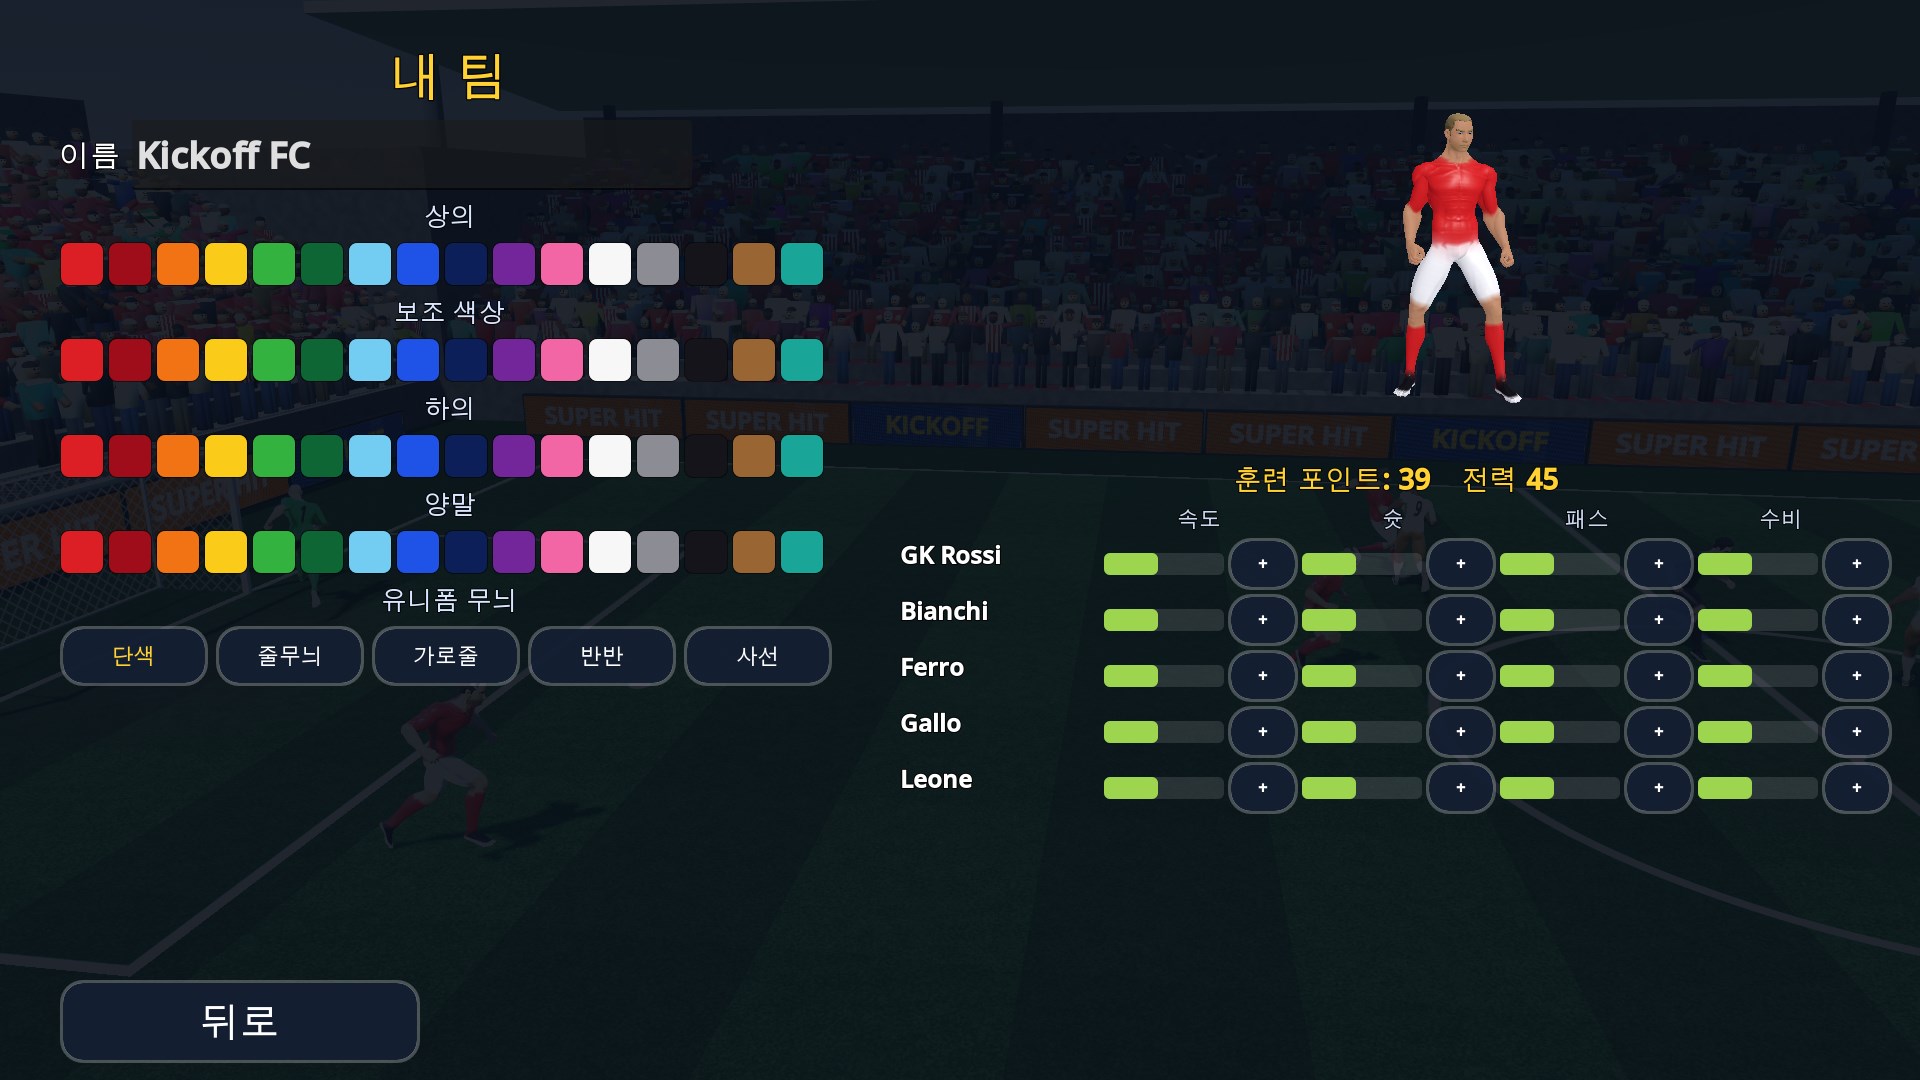 내 팀
이름 Kickoff FC
상의
보조 색상
하의
양말
유니폼 무늬
단색 줄무늬 가로줄 반반 사선
뒤로
SUPER HIT SUPER HIT KICKOFF SUPER HIT SUPER HIT KICKOFF SUPER HIT SUPER
SUPER HIT
훈련 포인트: 39 전력 45
속도 슛 패스 수비
GK Rossi + + + +
Bianchi + + + +
Ferro + + + +
Gallo + + + +
Leone + + + +